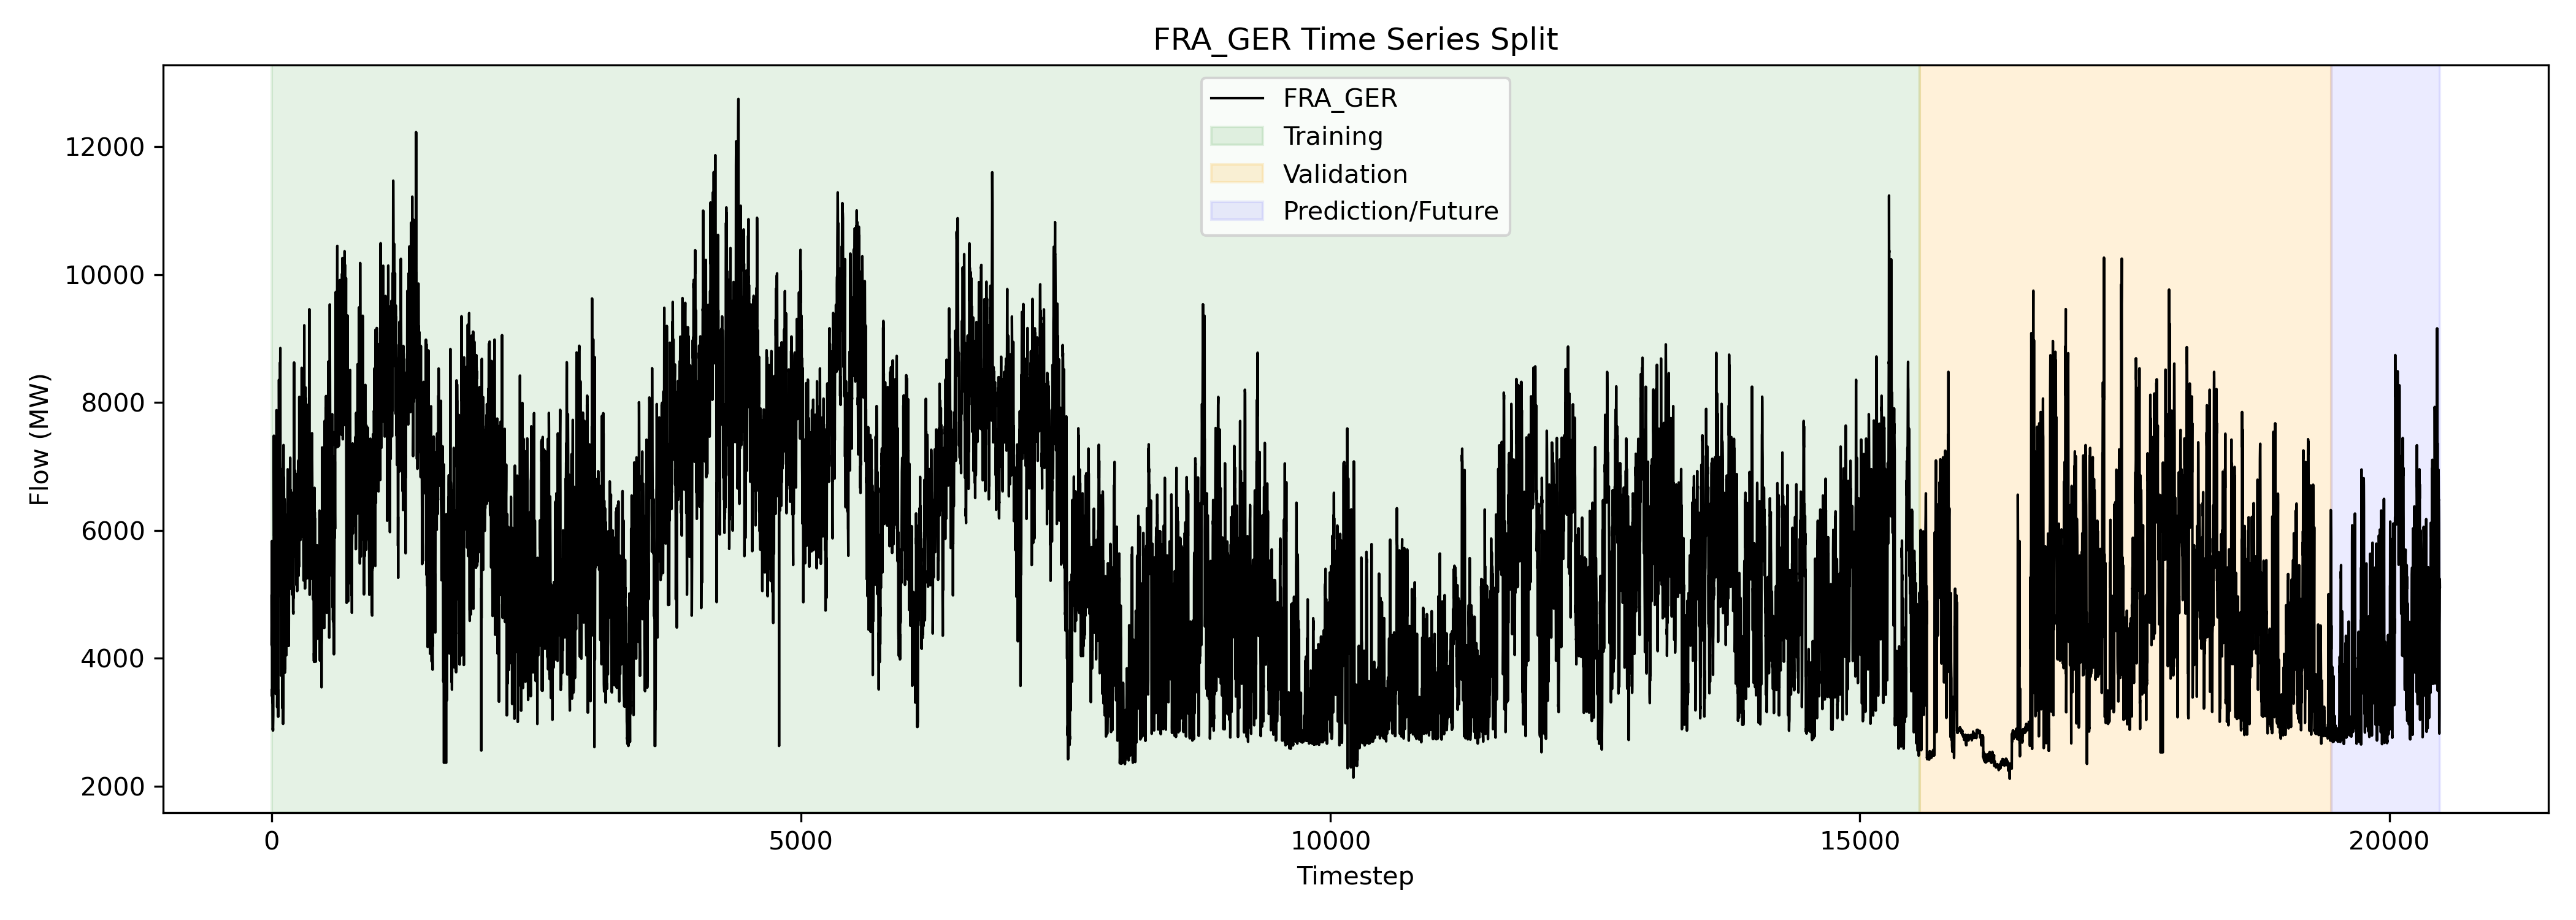 FRA_GER Time Series Split
FRA_GER
Training
Validation
Prediction/Future
Flow (MW)
12000
10000
8000
6000
4000
2000
0
5000
10000
15000
20000
Timestep